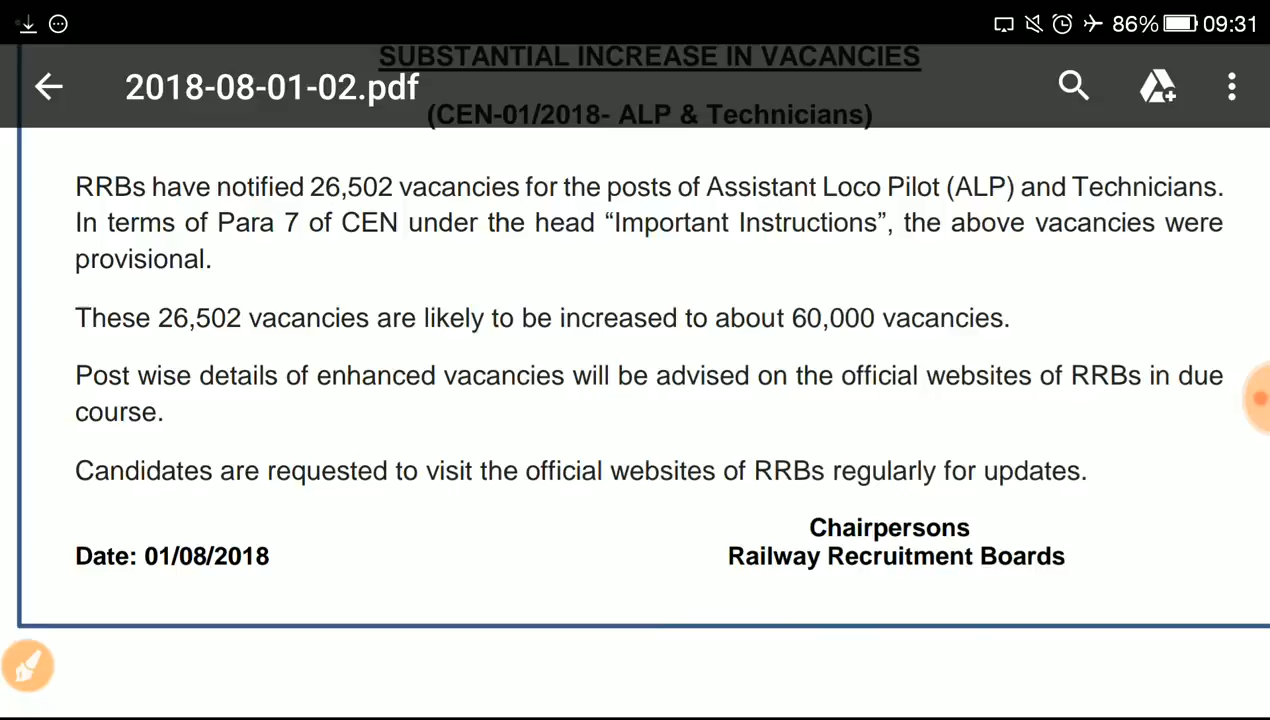 86% 09:31
SUBSTANTIAL INCREASE IN VACANCIES
2018-08-01-02.pdf
(CEN-01/2018- ALP & Technicians)
RRBs have notified 26,502 vacancies for the posts of Assistant Loco Pilot (ALP) and Technicians.
In terms of Para 7 of CEN under the head “Important Instructions”, the above vacancies were
provisional.
These 26,502 vacancies are likely to be increased to about 60,000 vacancies.
Post wise details of enhanced vacancies will be advised on the official websites of RRBs in due
course.
Candidates are requested to visit the official websites of RRBs regularly for updates.
Chairpersons
Date: 01/08/2018 Railway Recruitment Boards